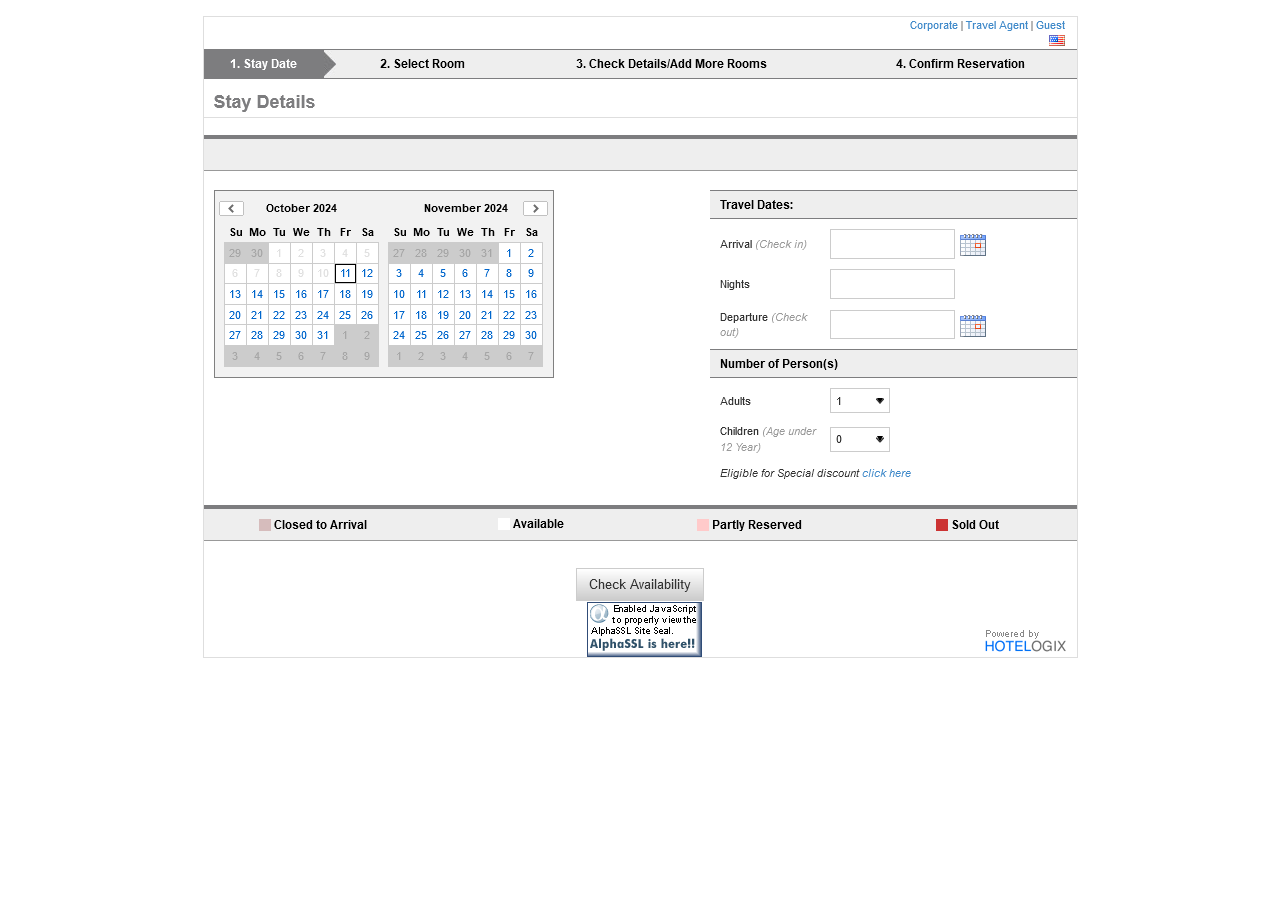 Corporate | Travel Agent | Guest
1. Stay Date
2. Select Room
3. Check Details/Add More Rooms
4. Confirm Reservation
Stay Details
October 2024
Su Mo Tu We Th Fr Sa
29 30 1 2 3 4 5
6 7 8 9 10 11 12
13 14 15 16 17 18 19
20 21 22 23 24 25 26
27 28 29 30 31 1 2
3 4 5 6 7 8 9
November 2024
Su Mo Tu We Th Fr Sa
27 28 29 30 31 1 2
3 4 5 6 7 8 9
10 11 12 13 14 15 16
17 18 19 20 21 22 23
24 25 26 27 28 29 30
1 2 3 4 5 6 7
Travel Dates:
Arrival (Check in)
Nights
Departure (Check
out)
Number of Person(s)
Adults
1
Children (Age under
12 Year)
0
Eligible for Special discount click here
Closed to Arrival
Available
Partly Reserved
Sold Out
Check Availability
Enabled JavaScript
to properly view the
AlphaSSL Site Seal.
AlphaSSL is here!!
Powered by
HOTELOGIX